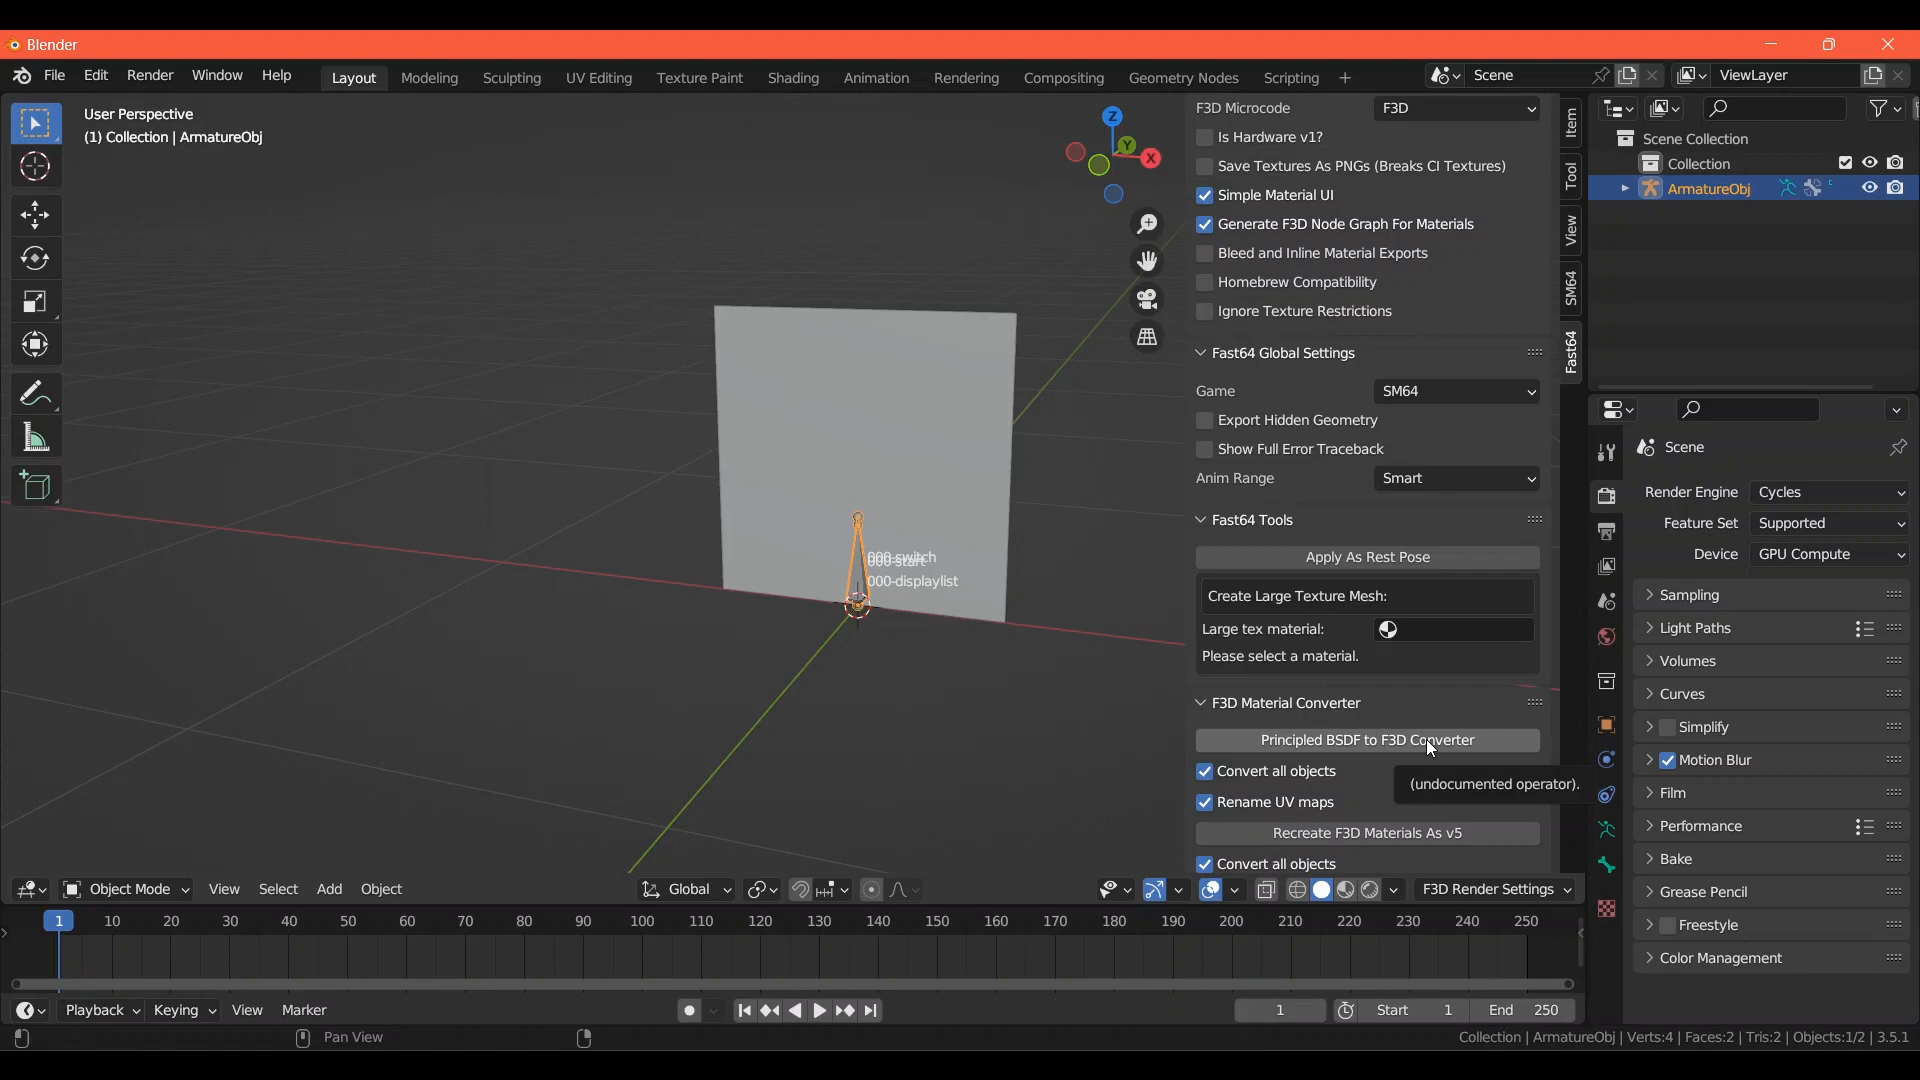 Blender
File Edit Render Window Help Layout Modeling Sculpting UV Editing Texture Paint Shading Animation Rendering Compositing Geometry Nodes Scripting + Scene ViewLayer
User Perspective
(1) Collection | ArmatureObj
Z
Y
X
000-switch
000-start
000-displaylist
F3D Microcode F3D
Is Hardware v1?
Save Textures As PNGs (Breaks CI Textures)
Simple Material UI
Generate F3D Node Graph For Materials
Bleed and Inline Material Exports
Homebrew Compatibility
Ignore Texture Restrictions
Fast64 Global Settings
Game SM64
Export Hidden Geometry
Show Full Error Traceback
Anim Range Smart
Fast64 Tools
Apply As Rest Pose
Create Large Texture Mesh:
Large tex material:
Please select a material.
F3D Material Converter
Principled BSDF to F3D Converter
Convert all objects
(undocumented operator).
Rename UV maps
Recreate F3D Materials As v5
Convert all objects
Item
Tool
View
SM64
Fast64
Scene Collection
Collection
ArmatureObj
Scene
Render Engine Cycles
Feature Set Supported
Device GPU Compute
Sampling
Light Paths
Volumes
Curves
Simplify
Motion Blur
Film
Performance
Bake
Grease Pencil
Freestyle
Color Management
Object Mode View Select Add Object Global F3D Render Settings
1 10 20 30 40 50 60 70 80 90 100 110 120 130 140 150 160 170 180 190 200 210 220 230 240 250
Playback Keying View Marker 1 Start 1 End 250
Pan View
Collection | ArmatureObj | Verts:4 | Faces:2 | Tris:2 | Objects:1/2 | 3.5.1